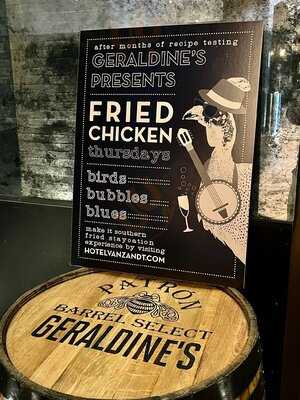 after months of recipe testing
GERALDINE'S
PRESENTS
FRIED
CHICKEN
thursdays
birds
bubbles
blues
make it southern
fried staycation
experience by visiting
HOTELVANZANDT.COM
PATRÓN
BARREL SELECT
GERALDINE'S